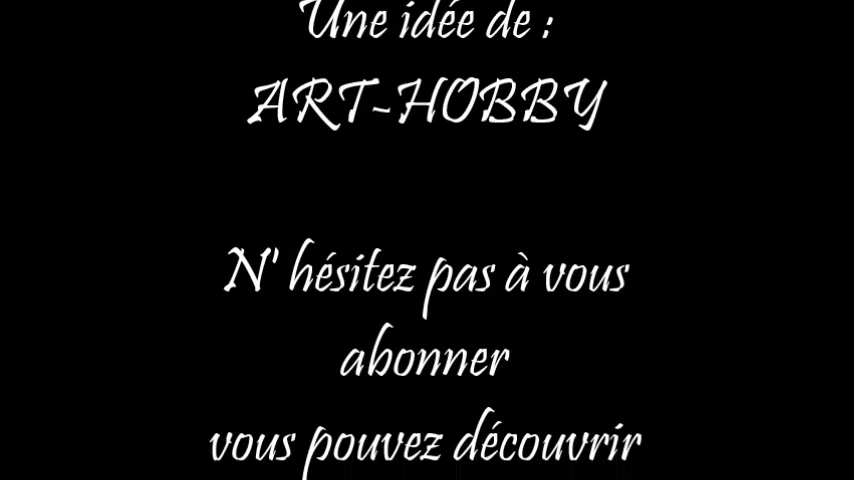 Une idée de :
ART-HOBBY
N' hésitez pas à vous
abonner
vous pouvez découvrir